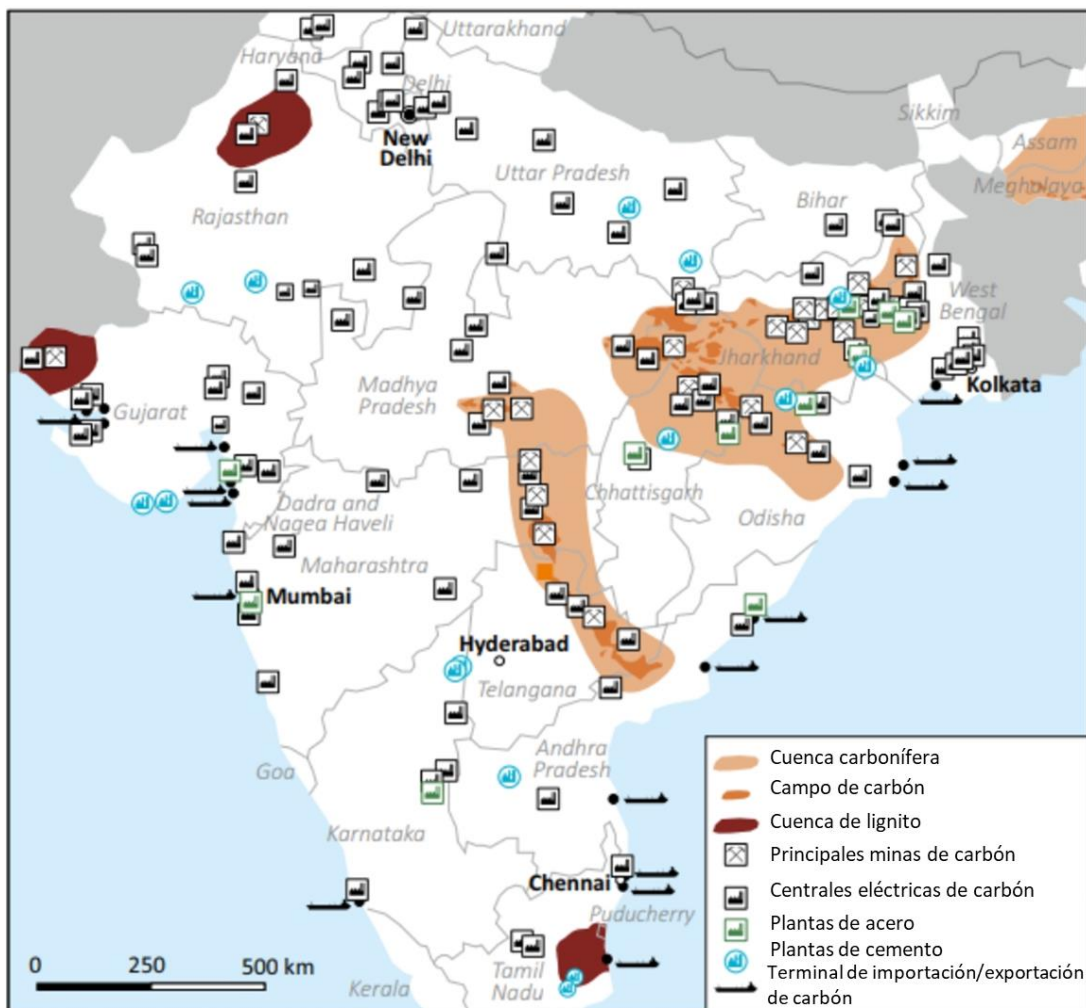 Uttarakhand
Haryana
Delhi
New
Delhi
Sikkim
Assam
Meghalaya
Uttar Pradesh
Bihar
Rajasthan
West
Bengal
Jharkhand
Kolkata
Madhya
Pradesh
Gujarat
Chhattisgarh
Dadra and
Nagea Haveli
Odisha
Maharashtra
Mumbai
Hyderabad
Telangana
Andhra
Pradesh
Goa
Karnataka
Chennai
Puducherry
Tamil
Nadu
Kerala
0 250 500 km
Cuenca carbonífera
Campo de carbón
Cuenca de lignito
Principales minas de carbón
Centrales eléctricas de carbón
Plantas de acero
Plantas de cemento
Terminal de importación/exportación
de carbón